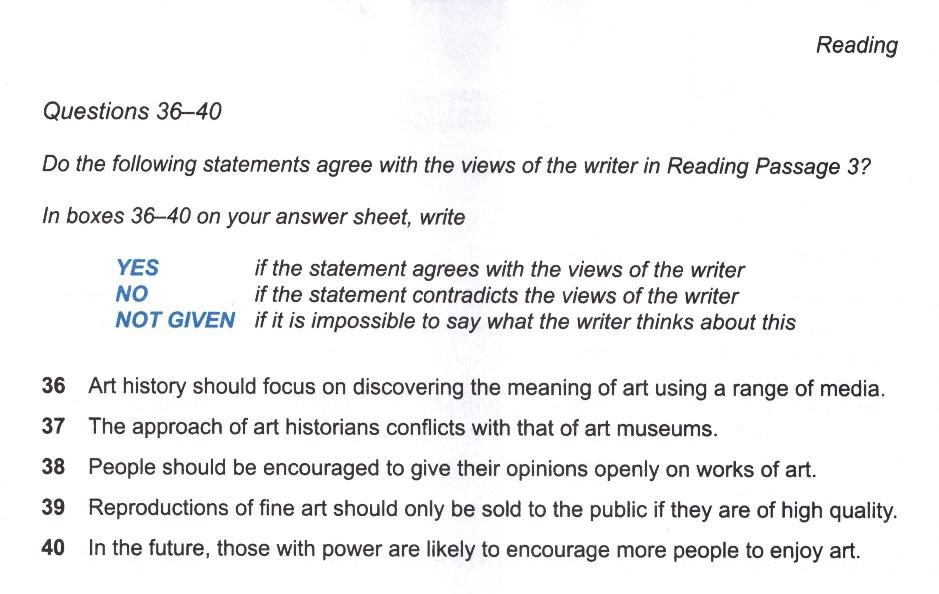 Reading
Questions 36–40
Do the following statements agree with the views of the writer in Reading Passage 3?
In boxes 36–40 on your answer sheet, write
YES if the statement agrees with the views of the writer
NO if the statement contradicts the views of the writer
NOT GIVEN if it is impossible to say what the writer thinks about this
36 Art history should focus on discovering the meaning of art using a range of media.
37 The approach of art historians conflicts with that of art museums.
38 People should be encouraged to give their opinions openly on works of art.
39 Reproductions of fine art should only be sold to the public if they are of high quality.
40 In the future, those with power are likely to encourage more people to enjoy art.